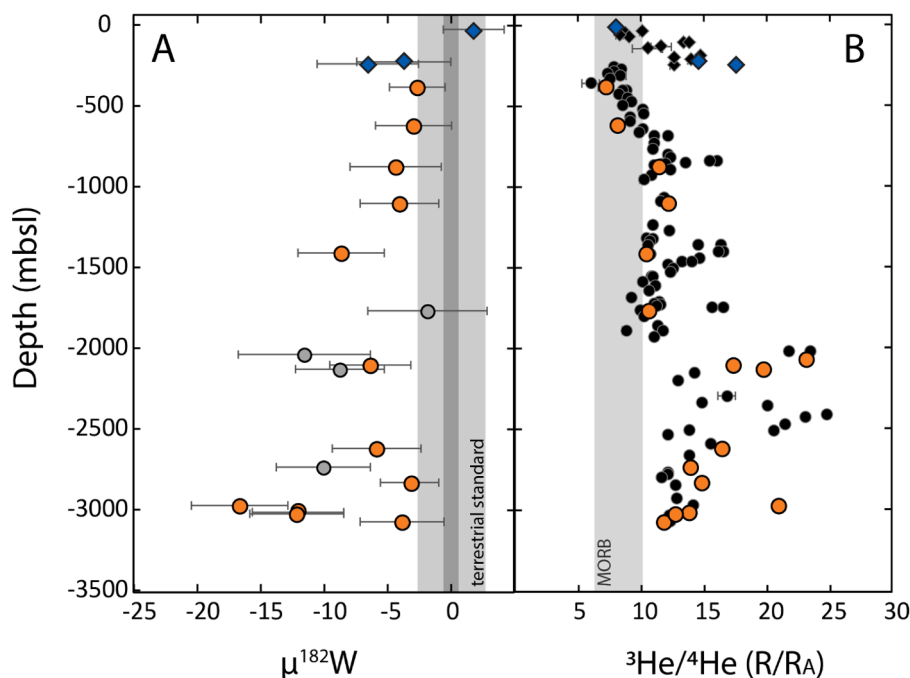 A
B
0
-500
-1000
-1500
-2000
-2500
-3000
-3500
Depth (mbsl)
terrestrial standard
MORB
-25 -20 -15 -10 -5 0
5 10 15 20 25 30
μ¹⁸²W
³He/⁴He (R/RA)